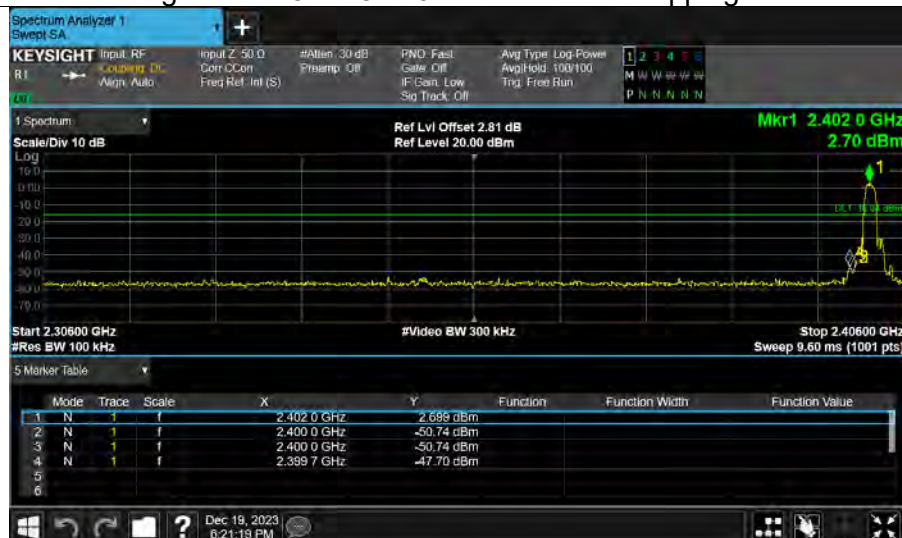 Spectrum Analyzer 1
Swept SA
+
KEYSIGHT Input: RF
R1 Coupling: DC
Align: Auto
Input Z: 50 Ω
Corr CCorr
Freq Ref: Int (S)
#Atten: 30 dB
Preamp: Off
PNO: Fast
Gate: Off
IF Gain: Low
Sig Track: Off
Avg Type: Log-Power
Avg|Hold: 100/100
Trig: Free Run
1 2 3 4 5 6
M W W W W W
P N N N N N
1 Spectrum
Scale/Div 10 dB
Ref Lvl Offset 2.81 dB
Ref Level 20.00 dBm
Mkr1 2.402 0 GHz
2.70 dBm
Log
10.0
0.00
-10.0
-20.0
-30.0
-40.0
-50.0
-60.0
-70.0
1
Start 2.30600 GHz
#Res BW 100 kHz
#Video BW 300 kHz
Stop 2.40600 GHz
Sweep 9.60 ms (1001 pts)
5 Marker Table
Mode Trace Scale X Y Function Function Width Function Value
1 N 1 f 2.402 0 GHz 2.699 dBm
2 N 1 f 2.400 0 GHz -50.74 dBm
3 N 1 f 2.400 0 GHz -50.74 dBm
4 N 1 f 2.399 7 GHz -47.70 dBm
5
6
?
Dec 19, 2023
6:21:19 PM